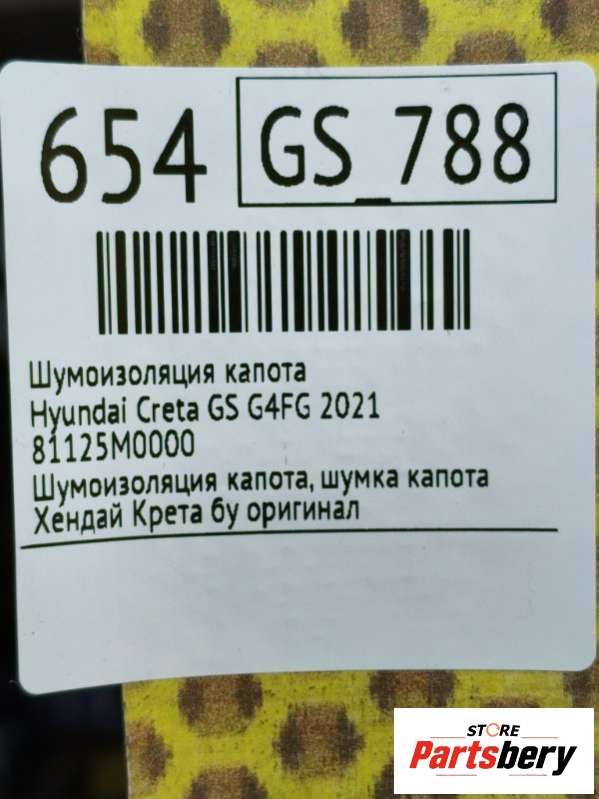 654 GS_788
Шумоизоляция капота
Hyundai Creta GS G4FG 2021
81125M0000
Шумоизоляция капота, шумка капота
Хендай Крета бу оригинал
STORE
Partsbery